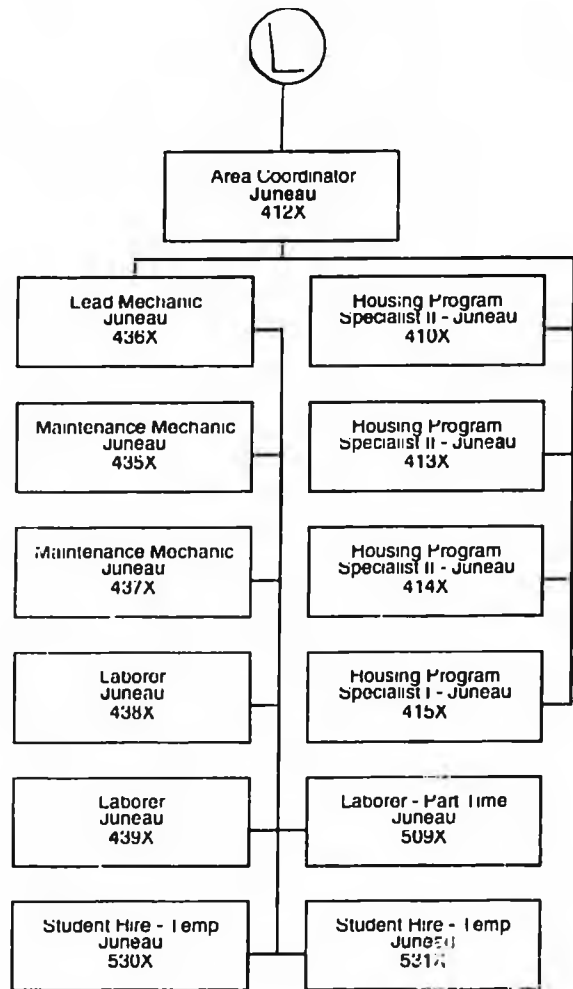 L
Area Coordinator
Juneau
412X
Lead Mechanic
Juneau
436X
Housing Program
Specialist II - Juneau
410X
Maintenance Mechanic
Juneau
435X
Housing Program
Specialist II - Juneau
413X
Maintenance Mechanic
Juneau
437X
Housing Program
Specialist II - Juneau
414X
Laborer
Juneau
438X
Housing Program
Specialist I - Juneau
415X
Laborer
Juneau
439X
Laborer - Part Time
Juneau
509X
Student Hire - Temp
Juneau
530X
Student Hire - Temp
Juneau
531X